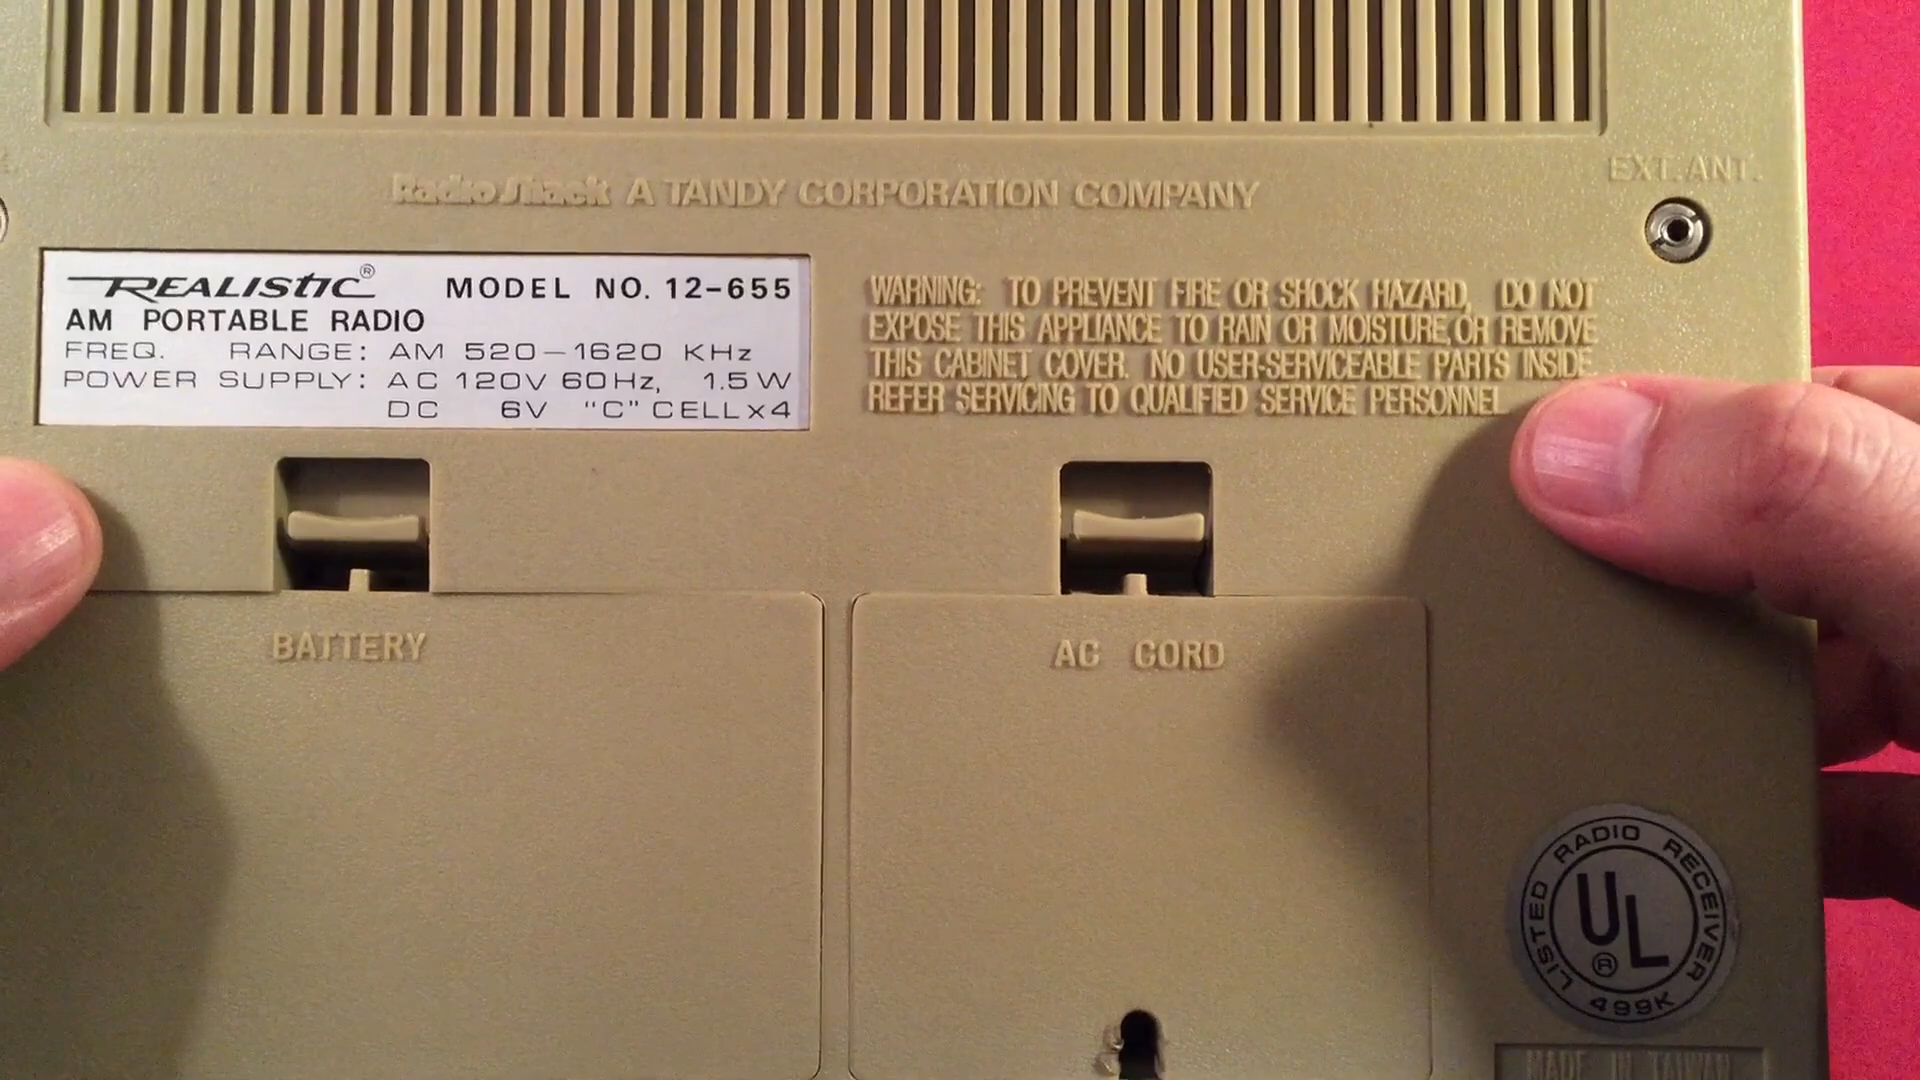 EXT. ANT.
Radio Shack A TANDY CORPORATION COMPANY
REALISTIC® MODEL NO. 12-655
AM PORTABLE RADIO
FREQ. RANGE: AM 520-1620 KHz
POWER SUPPLY: AC 120V 60Hz, 1.5W
DC 6V "C" CELL x4
WARNING: TO PREVENT FIRE OR SHOCK HAZARD, DO NOT
EXPOSE THIS APPLIANCE TO RAIN OR MOISTURE, OR REMOVE
THIS CABINET COVER. NO USER-SERVICEABLE PARTS INSIDE.
REFER SERVICING TO QUALIFIED SERVICE PERSONNEL
BATTERY
AC CORD
LISTED RADIO RECEIVER
UL ®
499K
MADE IN TAIWAN